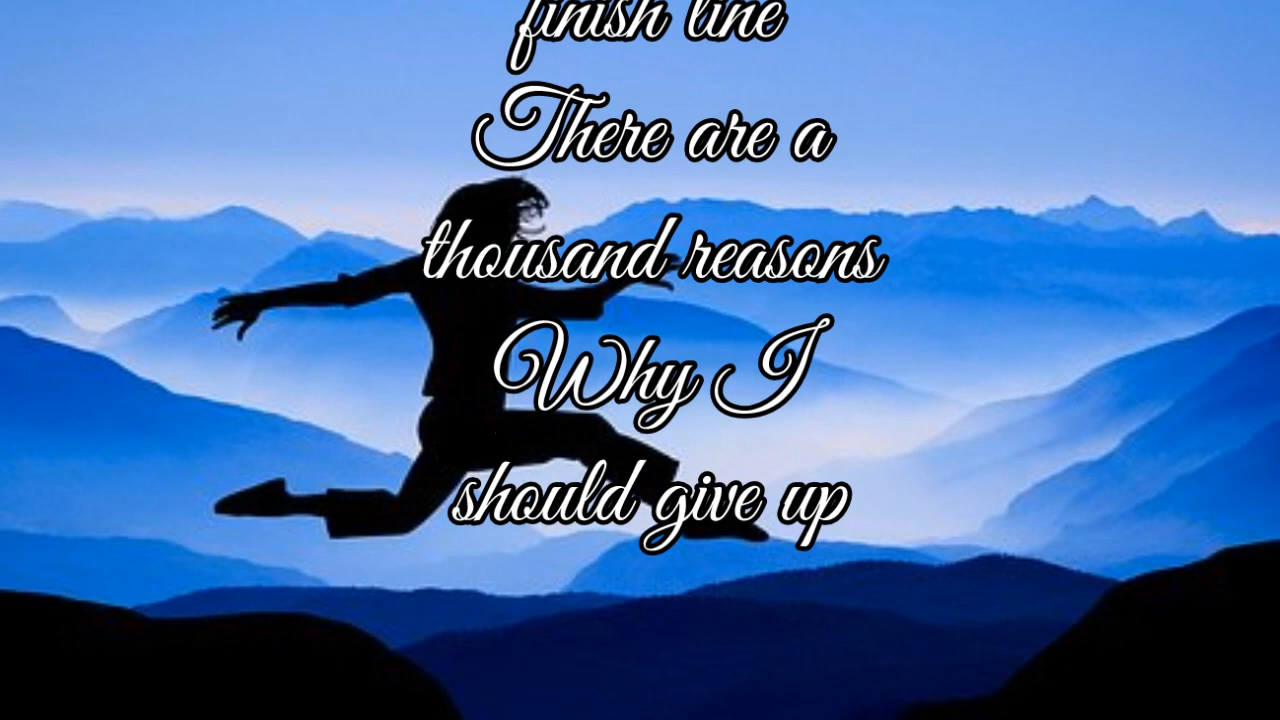 finish line
There are a
thousand reasons
Why I
should give up